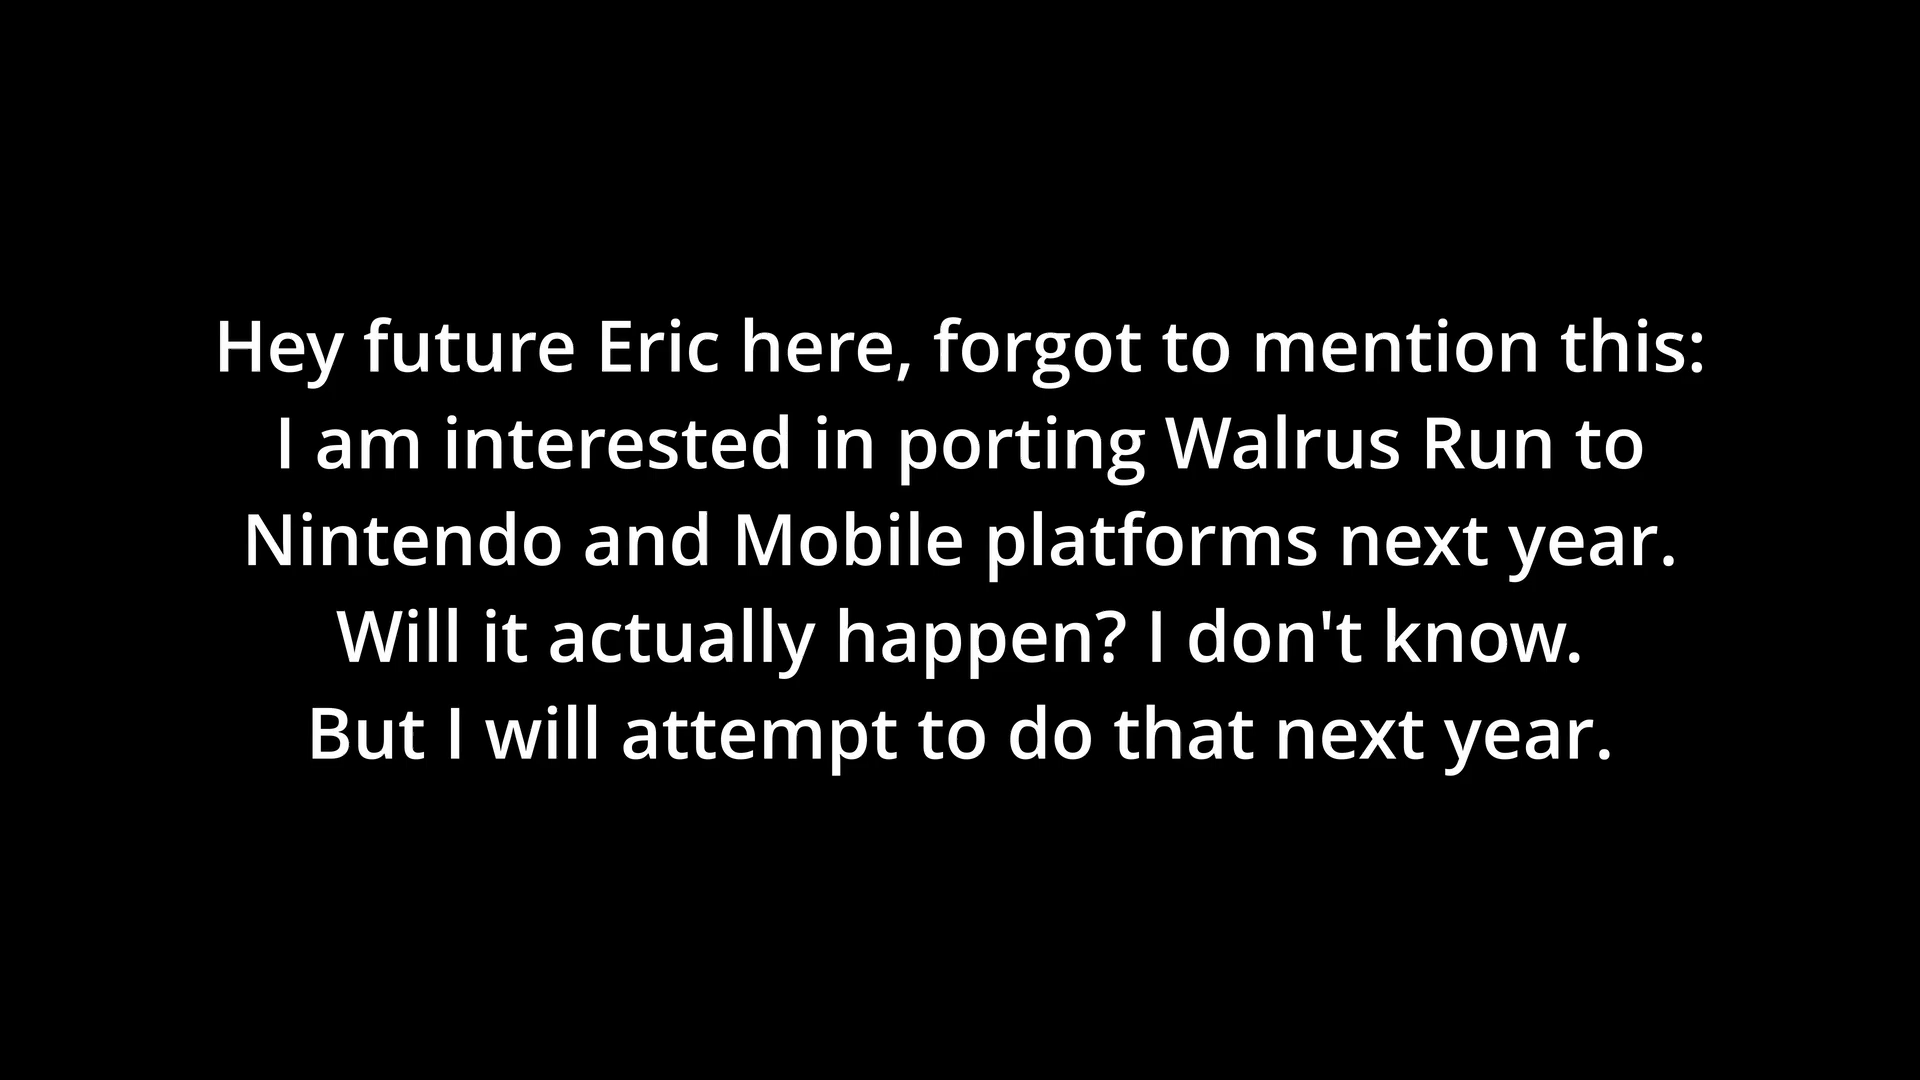 Hey future Eric here, forgot to mention this:
I am interested in porting Walrus Run to
Nintendo and Mobile platforms next year.
Will it actually happen? I don't know.
But I will attempt to do that next year.